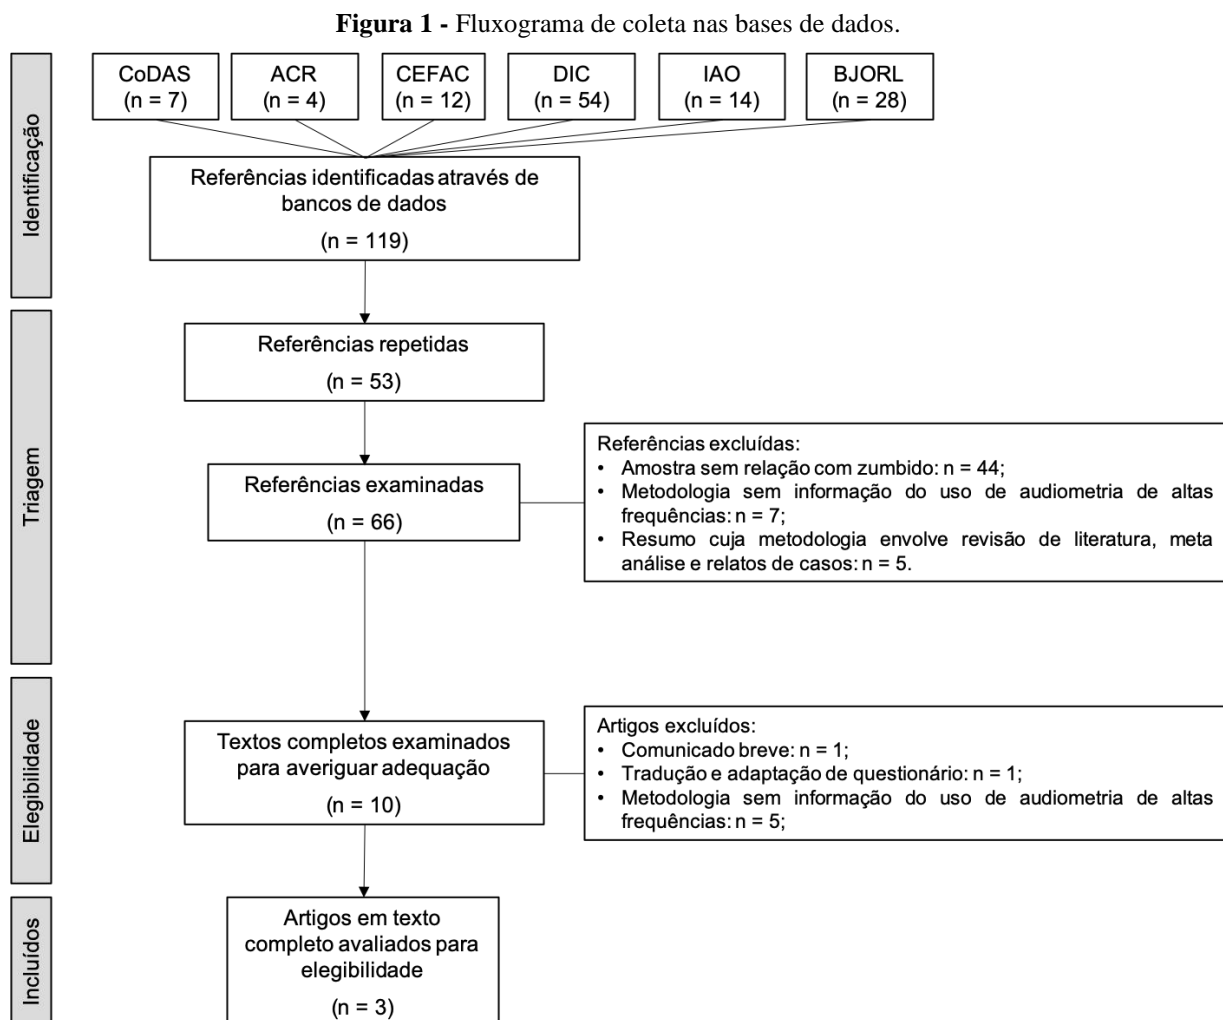 Figura 1 - Fluxograma de coleta nas bases de dados.
CoDAS
(n = 7)
ACR
(n = 4)
CEFAC
(n = 12)
DIC
(n = 54)
IAO
(n = 14)
BJORL
(n = 28)
Identificação
Referências identificadas através de
bancos de dados
(n = 119)
Triagem
Referências repetidas
(n = 53)
Referências examinadas
(n = 66)
Referências excluídas:
• Amostra sem relação com zumbido: n = 44;
• Metodologia sem informação do uso de audiometria de altas
frequências: n = 7;
• Resumo cuja metodologia envolve revisão de literatura, meta
análise e relatos de casos: n = 5.
Elegibilidade
Textos completos examinados
para averiguar adequação
(n = 10)
Artigos excluídos:
• Comunicado breve: n = 1;
• Tradução e adaptação de questionário: n = 1;
• Metodologia sem informação do uso de audiometria de altas
frequências: n = 5;
Incluídos
Artigos em texto
completo avaliados para
elegibilidade
(n = 3)